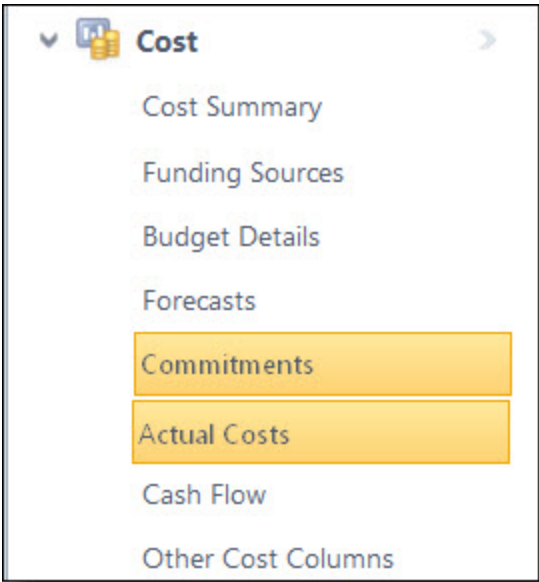 Cost
Cost Summary
Funding Sources
Budget Details
Forecasts
Commitments
Actual Costs
Cash Flow
Other Cost Columns